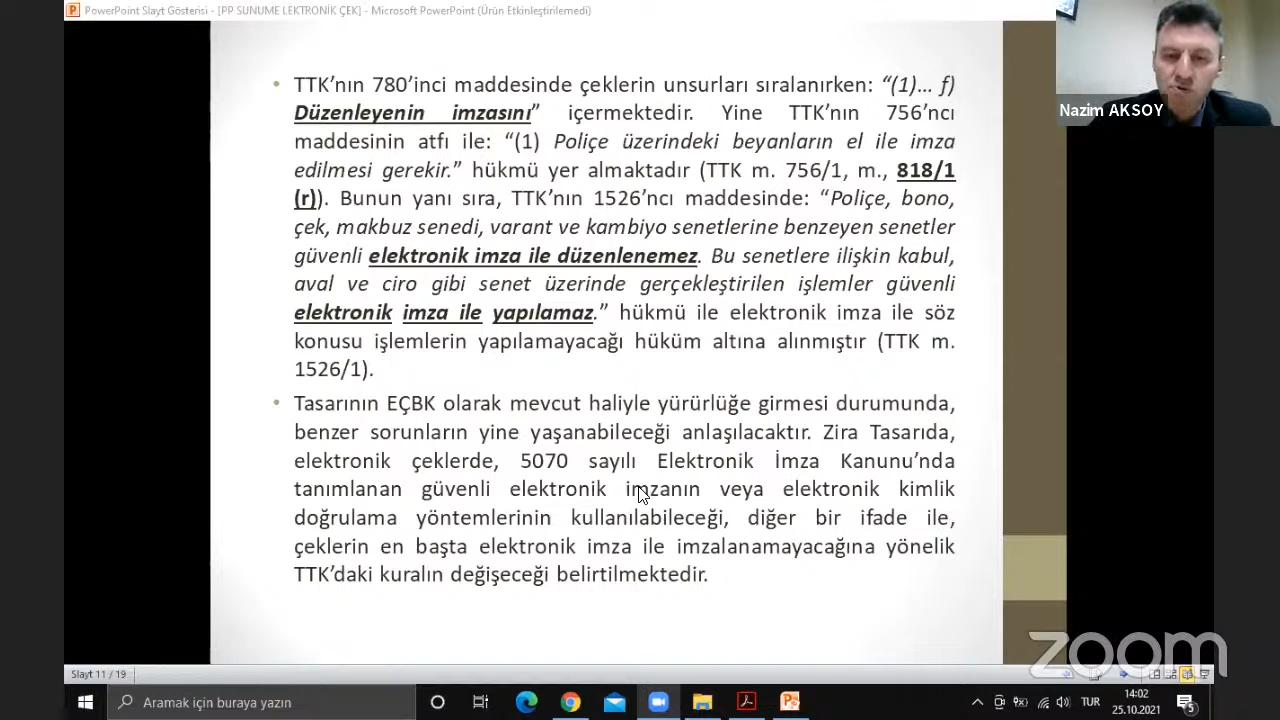 PowerPoint Slayt Gösterisi - [PP SUNUME LEKTRONİK ÇEK] - Microsoft PowerPoint (Ürün Etkinleştirilemedi)
• TTK’nın 780’inci maddesinde çeklerin unsurları sıralanırken: “(1)… f)
Düzenleyenin imzasını” içermektedir. Yine TTK’nın 756’ncı
maddesinin atfı ile: “(1) Poliçe üzerindeki beyanların el ile imza
edilmesi gerekir.” hükmü yer almaktadır (TTK m. 756/1, m., 818/1
(r)). Bunun yanı sıra, TTK’nın 1526’ncı maddesinde: “Poliçe, bono,
çek, makbuz senedi, varant ve kambiyo senetlerine benzeyen senetler
güvenli elektronik imza ile düzenlenemez. Bu senetlere ilişkin kabul,
aval ve ciro gibi senet üzerinde gerçekleştirilen işlemler güvenli
elektronik imza ile yapılamaz.” hükmü ile elektronik imza ile söz
konusu işlemlerin yapılamayacağı hüküm altına alınmıştır (TTK m.
1526/1).
• Tasarının EÇBK olarak mevcut haliyle yürürlüğe girmesi durumunda,
benzer sorunların yine yaşanabileceği anlaşılacaktır. Zira Tasarıda,
elektronik çeklerde, 5070 sayılı Elektronik İmza Kanunu’nda
tanımlanan güvenli elektronik imzanın veya elektronik kimlik
doğrulama yöntemlerinin kullanılabileceği, diğer bir ifade ile,
çeklerin en başta elektronik imza ile imzalanamayacağına yönelik
TTK’daki kuralın değişeceği belirtilmektedir.
Nazim AKSOY
zoom
Slayt 11 / 19
Aramak için buraya yazın
TUR
14:02
25.10.2021
5